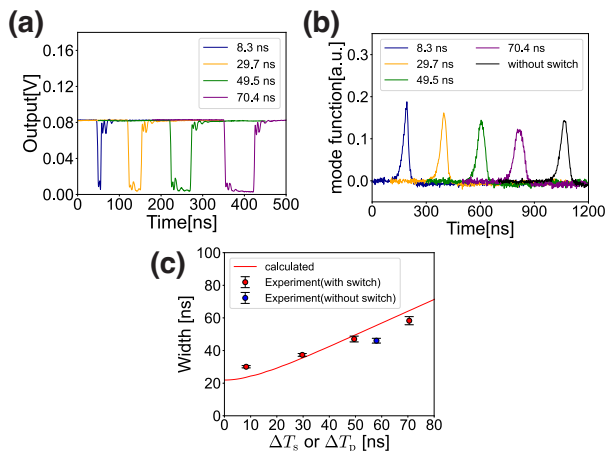 (a)
8.3 ns
29.7 ns
49.5 ns
70.4 ns
Output[V]
0.16
0.12
0.08
0.04
0.00
0 100 200 300 400 500
Time[ns]
(b)
8.3 ns
29.7 ns
49.5 ns
70.4 ns
without switch
mode function[a.u.]
0.3
0.2
0.1
0.0
0 300 600 900 1200
Time[ns]
(c)
calculated
Experiment(with switch)
Experiment(without switch)
Width [ns]
100
80
60
40
20
0
0 10 20 30 40 50 60 70 80
ΔTs or ΔTp [ns]